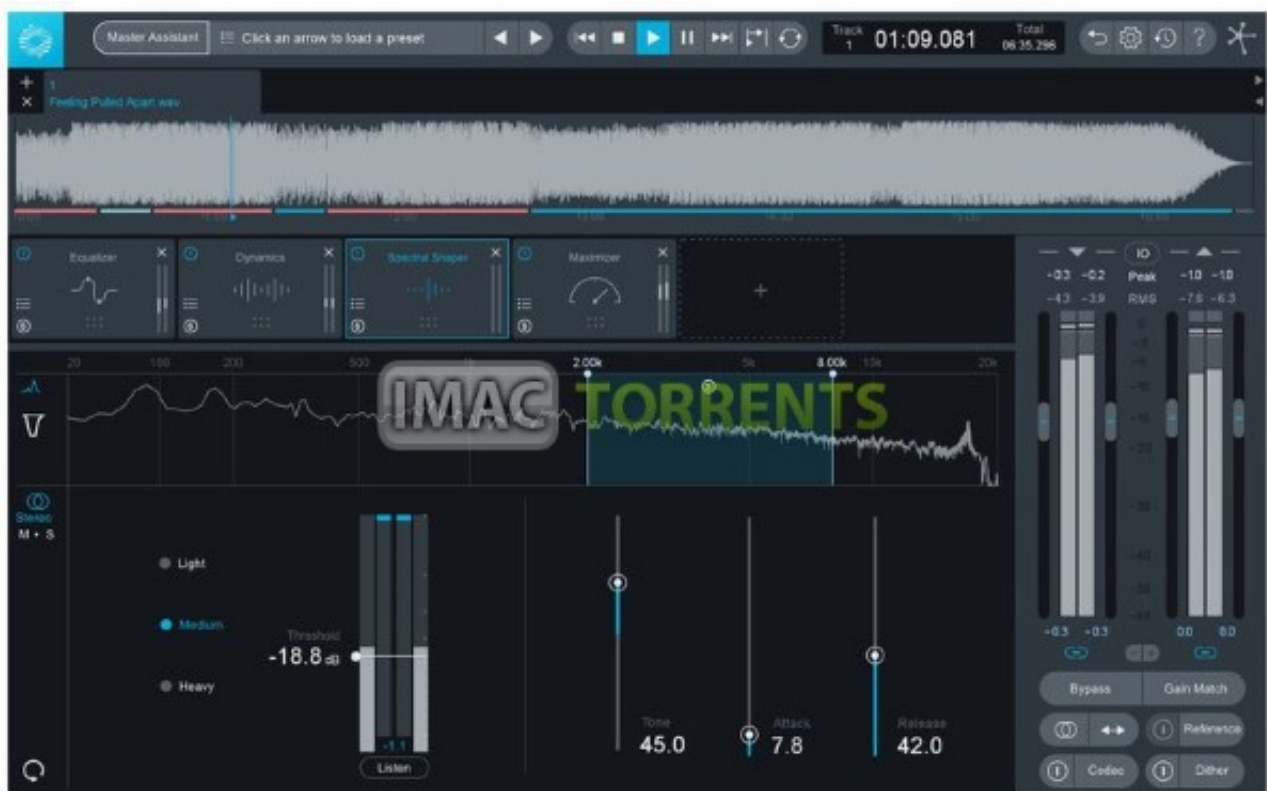 Master Assistant Click an arrow to load a preset Track 1 01:09.081 Total 06:35.296 ?
1
Feeling Pulled Apart.wav
Equalizer Dynamics Spectral Shaper Maximizer
+
IO
-0.3 -0.2 Peak -1.0 -1.0
-4.3 -3.9 RMS -7.6 -6.3
20 100 200 500 2.00k 5k 8.00k 10k 20k
IMAC TORRENTS
Stereo
M + S
Light
Medium
Heavy
Threshold
-18.8 dB
-1.1
Listen
Tone
45.0
Attack
7.8
Release
42.0
-0.3 -0.3 0.0 0.0
Bypass Gain Match
Reference
Codec Dither